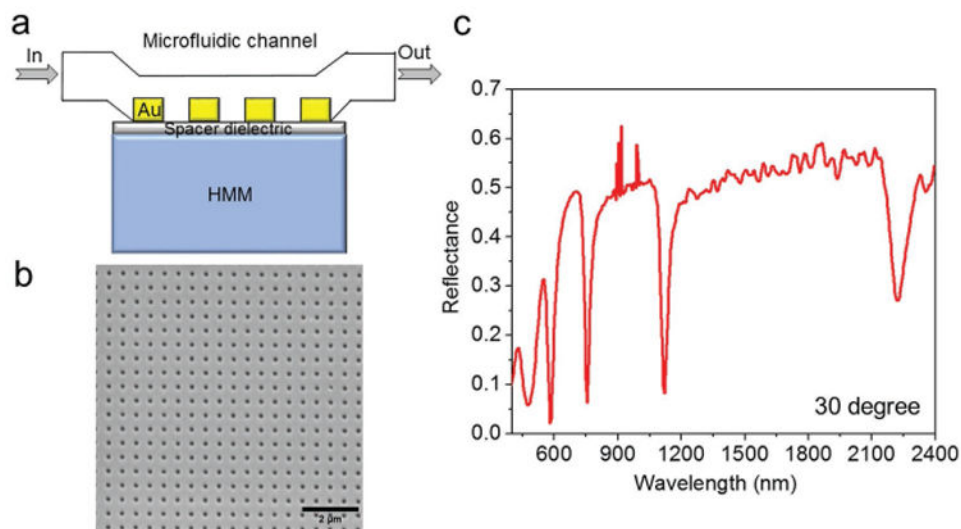 a
Microfluidic channel
In
Out
Au
Spacer dielectric
HMM
b
2 µm
c
Reflectance
0.7
0.6
0.5
0.4
0.3
0.2
0.1
0.0
30 degree
600 900 1200 1500 1800 2100 2400
Wavelength (nm)